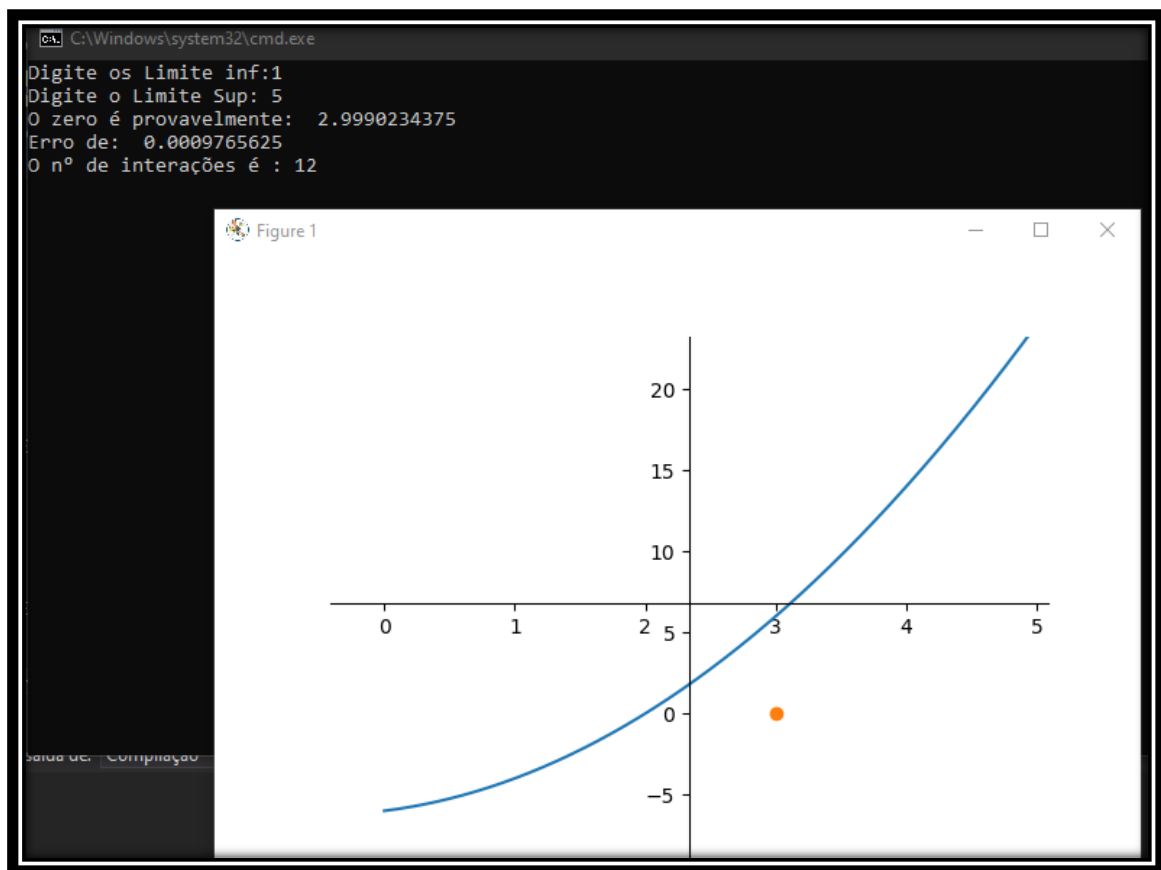 C:\Windows\system32\cmd.exe
Digite os Limite inf:1
Digite o Limite Sup: 5
O zero é provavelmente:  2.9990234375
Erro de:  0.0009765625
O nº de interações é : 12
Figure 1
20
15
10
0 1 2 3 4 5
5
0
−5
saída de: Compilação